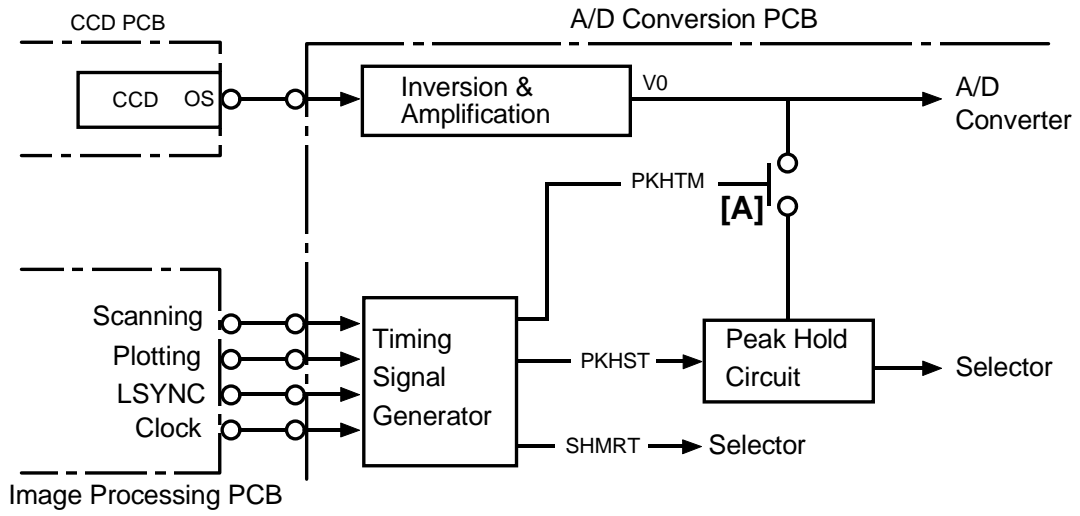 CCD PCB
A/D Conversion PCB
CCD OS
Inversion &
Amplification
V0
A/D
Converter
PKHTM
[A]
Scanning
Plotting
LSYNC
Clock
Timing
Signal
Generator
PKHST
Peak Hold
Circuit
Selector
SHMRT
Selector
Image Processing PCB